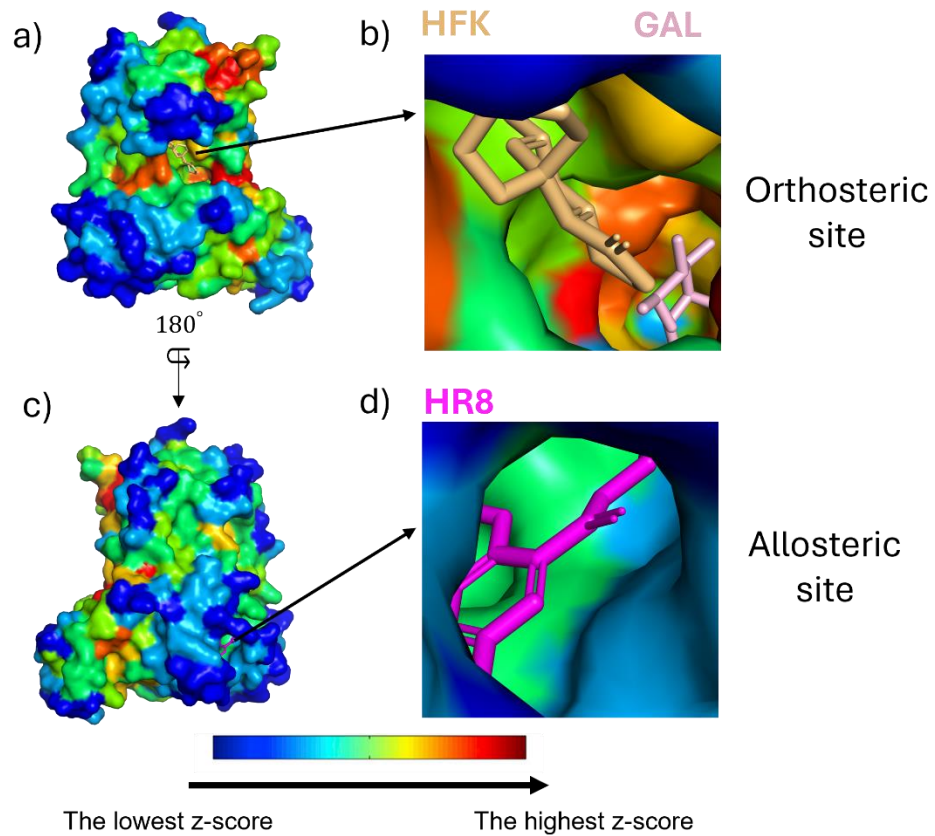 a)
b)
HFK
GAL
Orthosteric
site
180°
c)
d)
HR8
Allosteric
site
The lowest z-score
The highest z-score